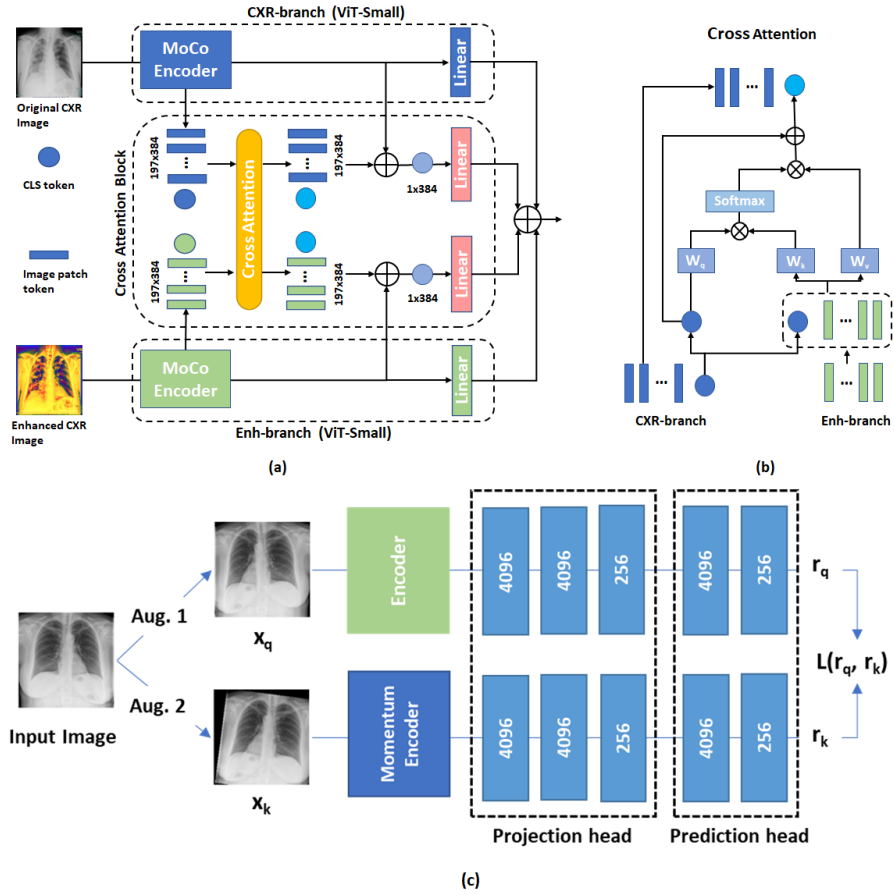 CXR-branch (ViT-Small)
MoCo
Encoder
Linear
Original CXR
Image
CLS token
Image patch
token
Cross Attention Block
197x384
197x384
Cross Attention
197x384
197x384
1x384
1x384
Linear
Linear
MoCo
Encoder
Linear
Enhanced CXR
Image
Enh-branch (ViT-Small)
(a)
Cross Attention
Softmax
Wq
Wk
Wv
CXR-branch
Enh-branch
(b)
Input Image
Aug. 1
Aug. 2
xq
xk
Encoder
Momentum
Encoder
4096
4096
256
4096
256
rq
4096
4096
256
4096
256
rk
L(rq, rk)
Projection head
Prediction head
(c)